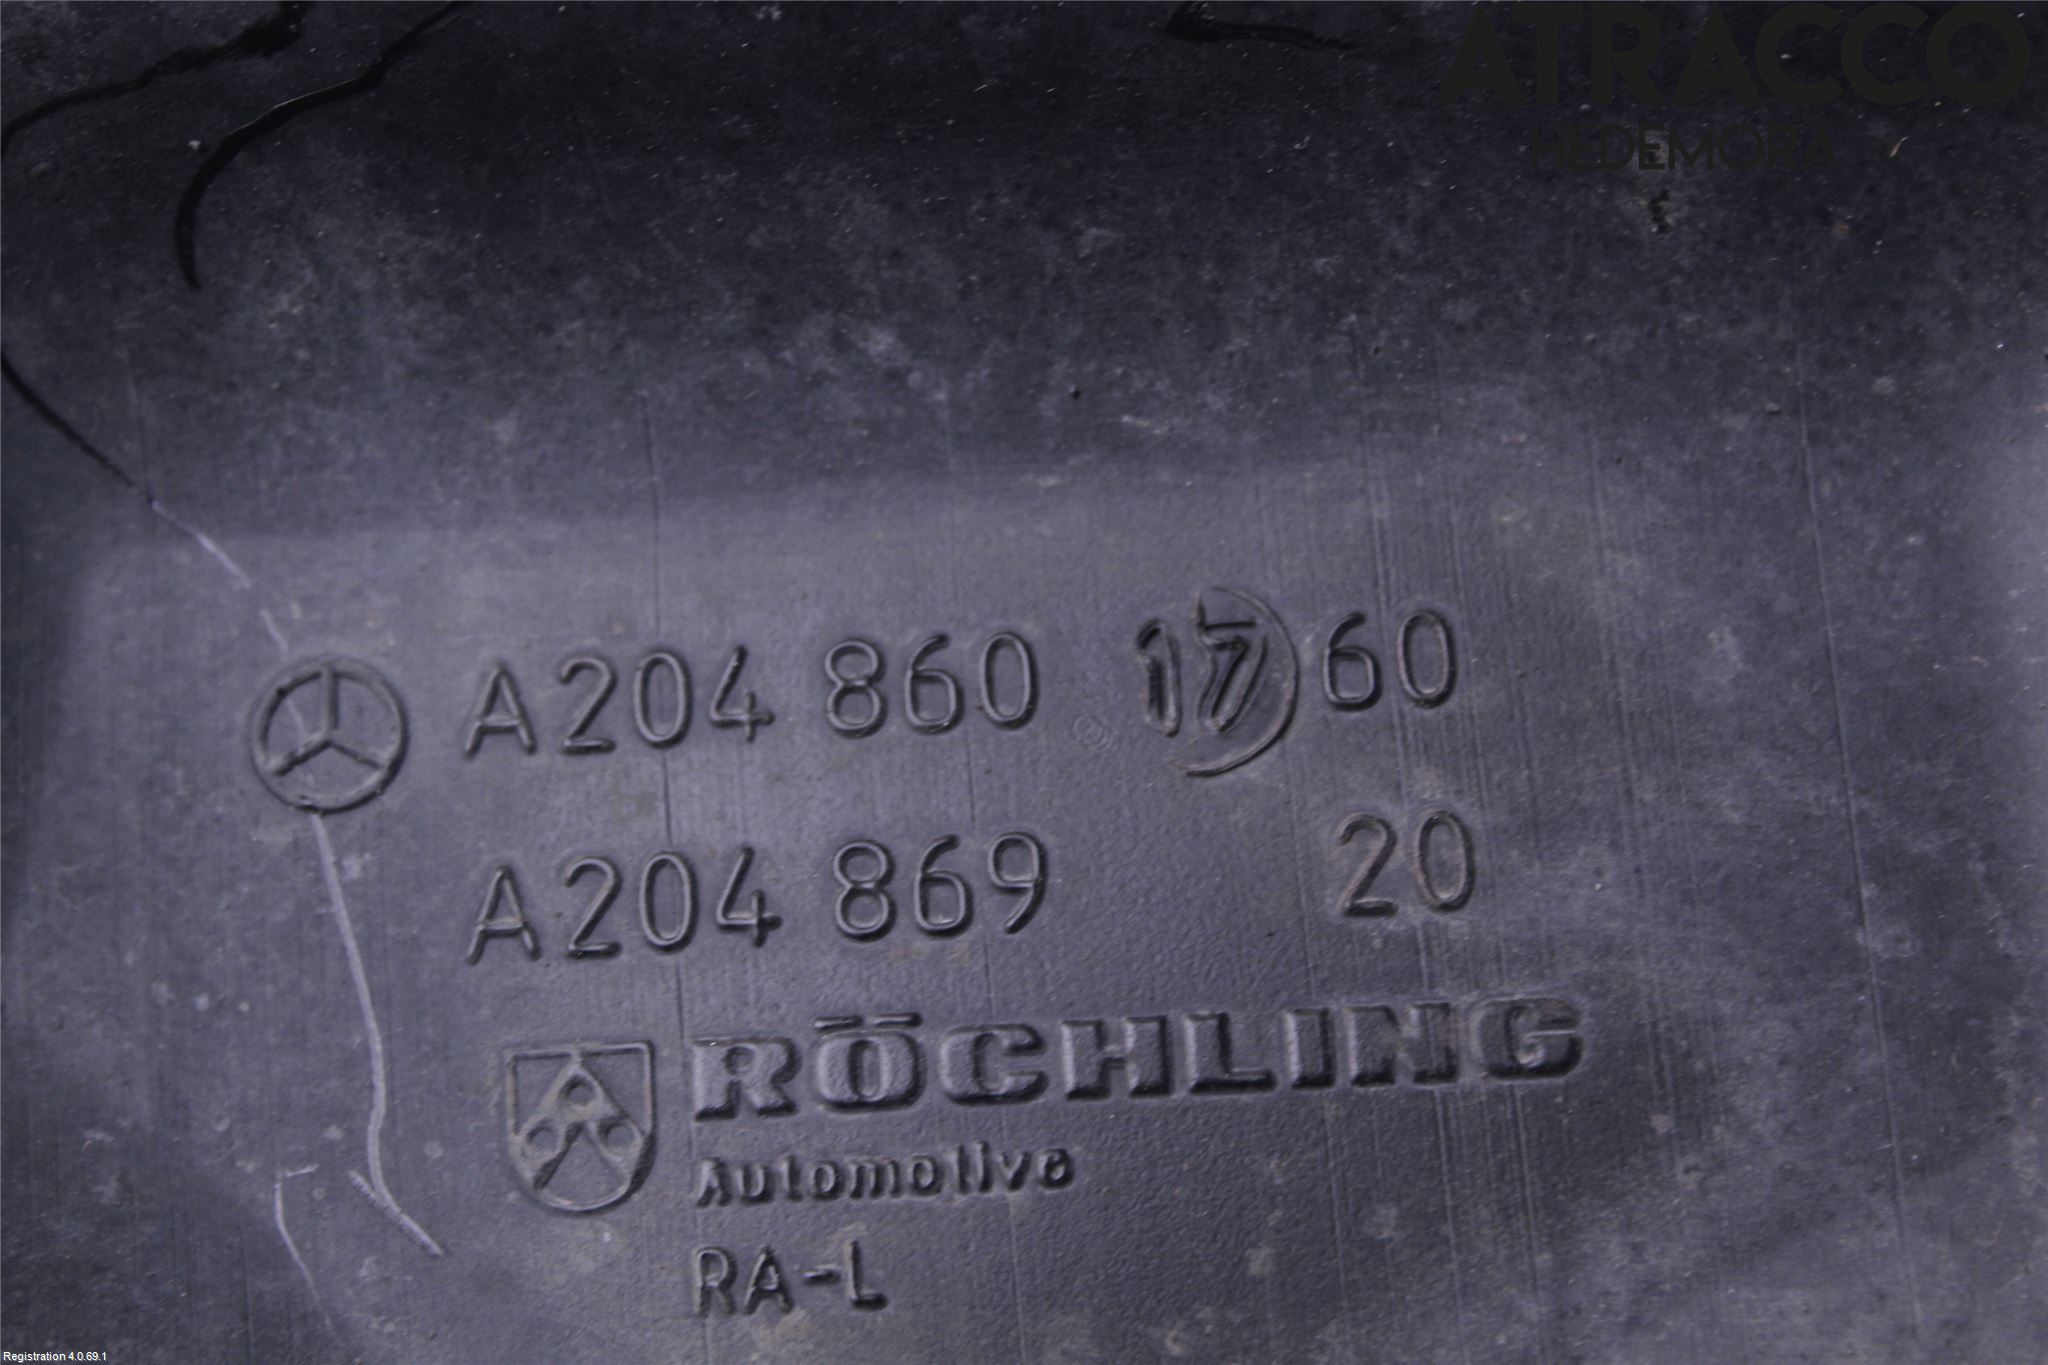 ATRACCO
HEDEMORA
A204 860 17 60
A204 869 20
RÖCHLING
Automotive
RA-L
Registration 4.0.69.1